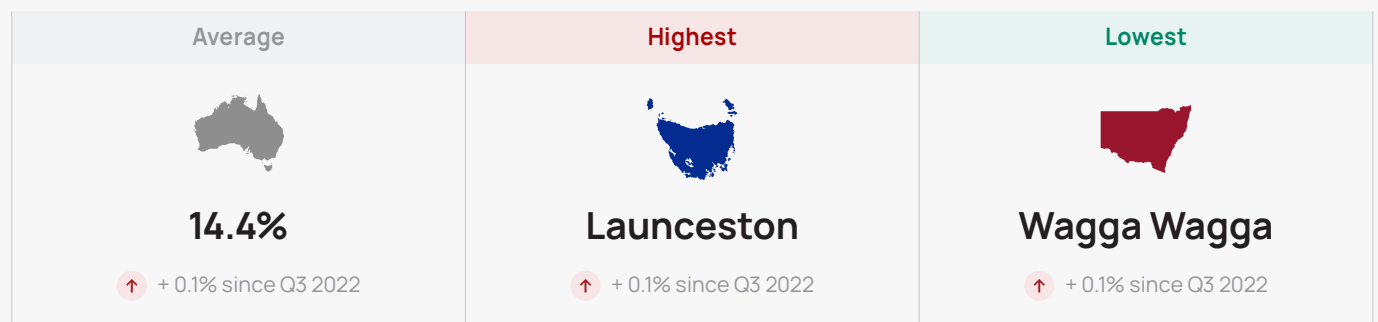 Average
Highest
Lowest
14.4%
Launceston
Wagga Wagga
+ 0.1% since Q3 2022
+ 0.1% since Q3 2022
+ 0.1% since Q3 2022